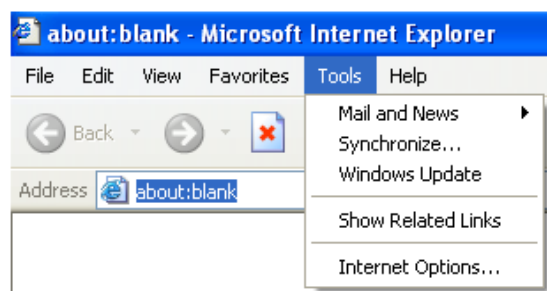 about:blank - Microsoft Internet Explorer
File Edit View Favorites Tools Help
Back
Mail and News
Synchronize...
Windows Update
Address about:blank
Show Related Links
Internet Options...